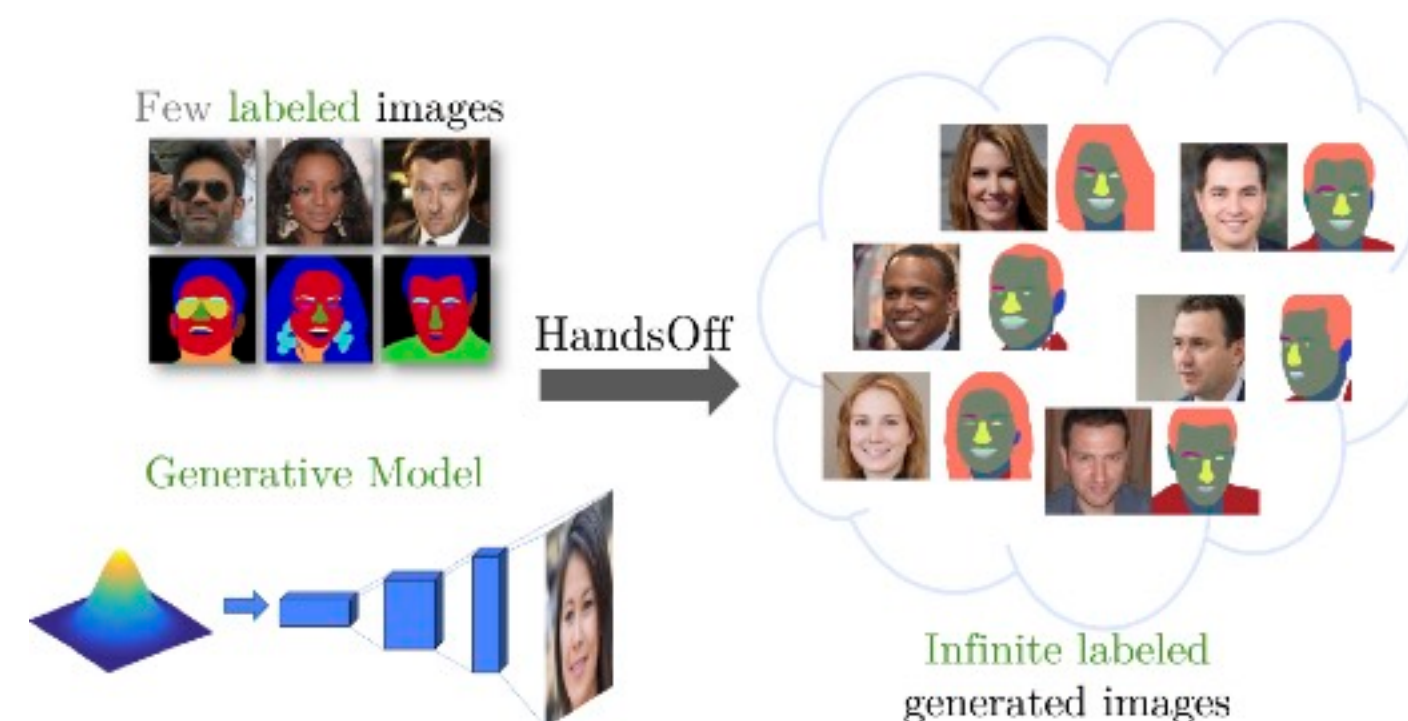 Few labeled images
HandsOff
Generative Model
Infinite labeled
generated images